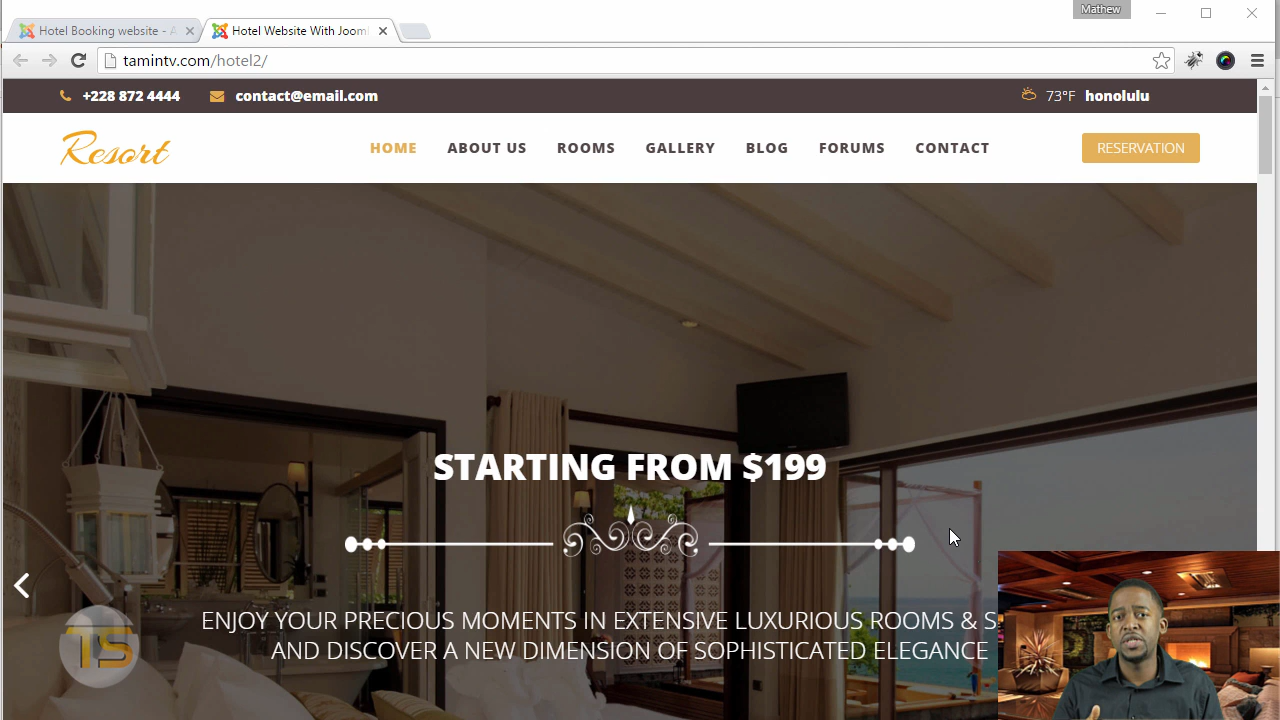 Mathew
Hotel Booking website - A
Hotel Website With Jooml
tamintv.com/hotel2/
+228 872 4444 contact@email.com 73°F honolulu
Resort HOME ABOUT US ROOMS GALLERY BLOG FORUMS CONTACT RESERVATION
STARTING FROM $199
ENJOY YOUR PRECIOUS MOMENTS IN EXTENSIVE LUXURIOUS ROOMS & S
AND DISCOVER A NEW DIMENSION OF SOPHISTICATED ELEGANCE
TS